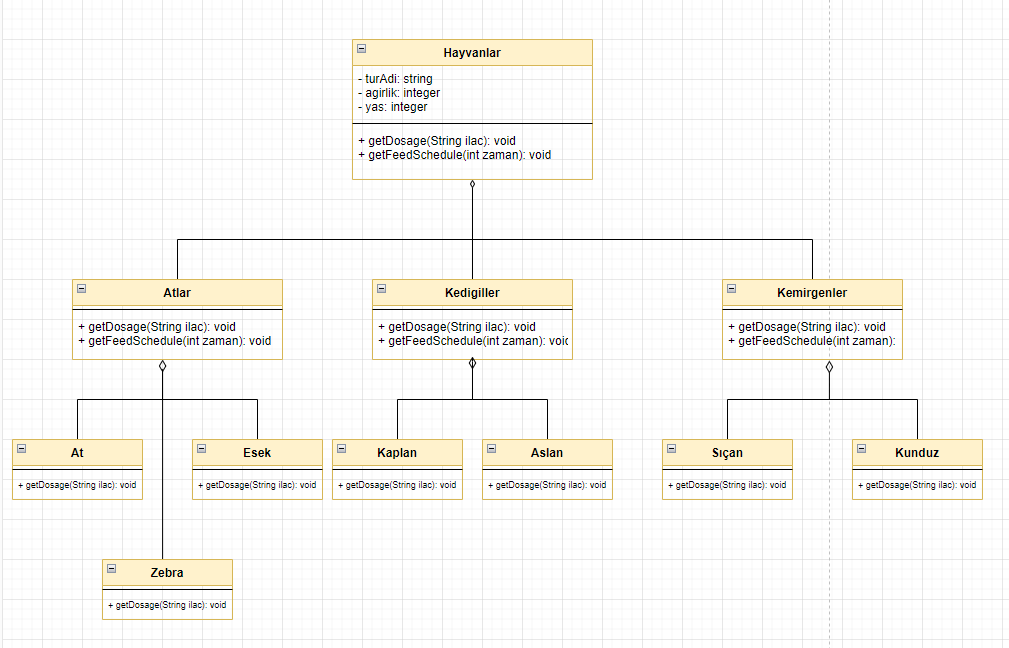 Hayvanlar
- turAdi: string
- agirlik: integer
- yas: integer
+ getDosage(String ilac): void
+ getFeedSchedule(int zaman): void
Atlar
+ getDosage(String ilac): void
+ getFeedSchedule(int zaman): void
Kedigiller
+ getDosage(String ilac): void
+ getFeedSchedule(int zaman): voic
Kemirgenler
+ getDosage(String ilac): void
+ getFeedSchedule(int zaman):
At
+ getDosage(String ilac): void
Esek
+ getDosage(String ilac): void
Kaplan
+ getDosage(String ilac): void
Aslan
+ getDosage(String ilac): void
Sıçan
+ getDosage(String ilac): void
Kunduz
+ getDosage(String ilac): void
Zebra
+ getDosage(String ilac): void